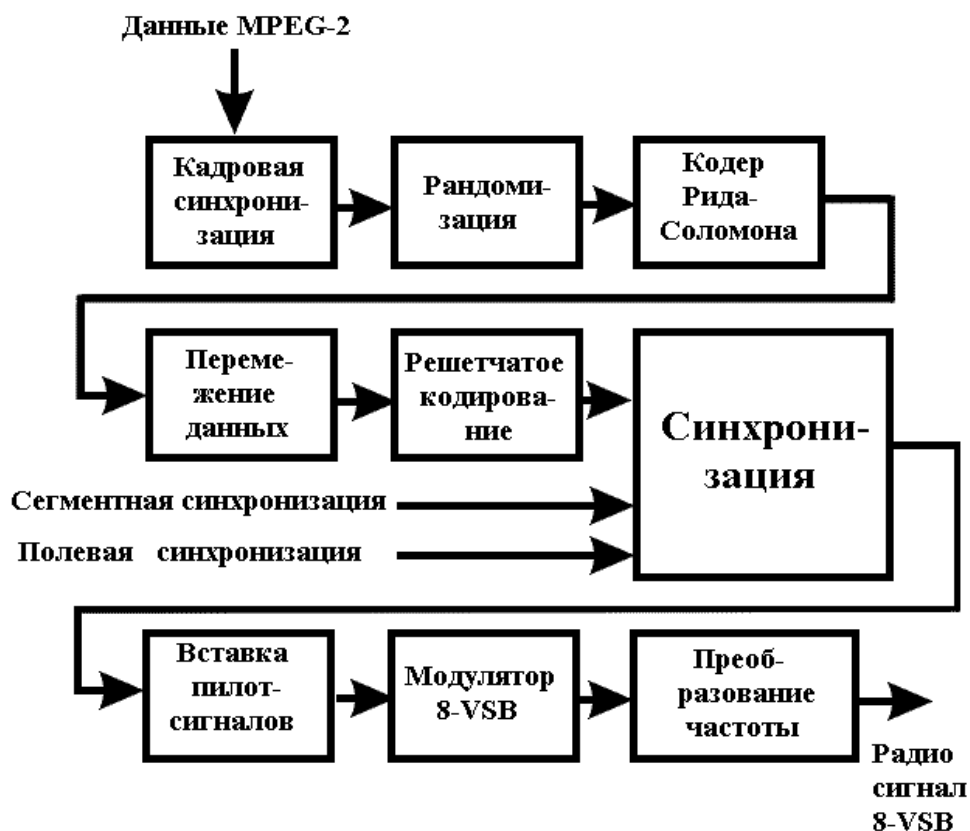 Данные MPEG-2
Кадровая
синхрони-
зация
Рандоми-
зация
Кодер
Рида-
Соломона
Переме-
жение
данных
Решетчатое
кодирова-
ние
Синхрони-
зация
Сегментная синхронизация
Полевая синхронизация
Вставка
пилот-
сигналов
Модулятор
8-VSB
Преоб-
разование
частоты
Радио
сигнал
8-VSB